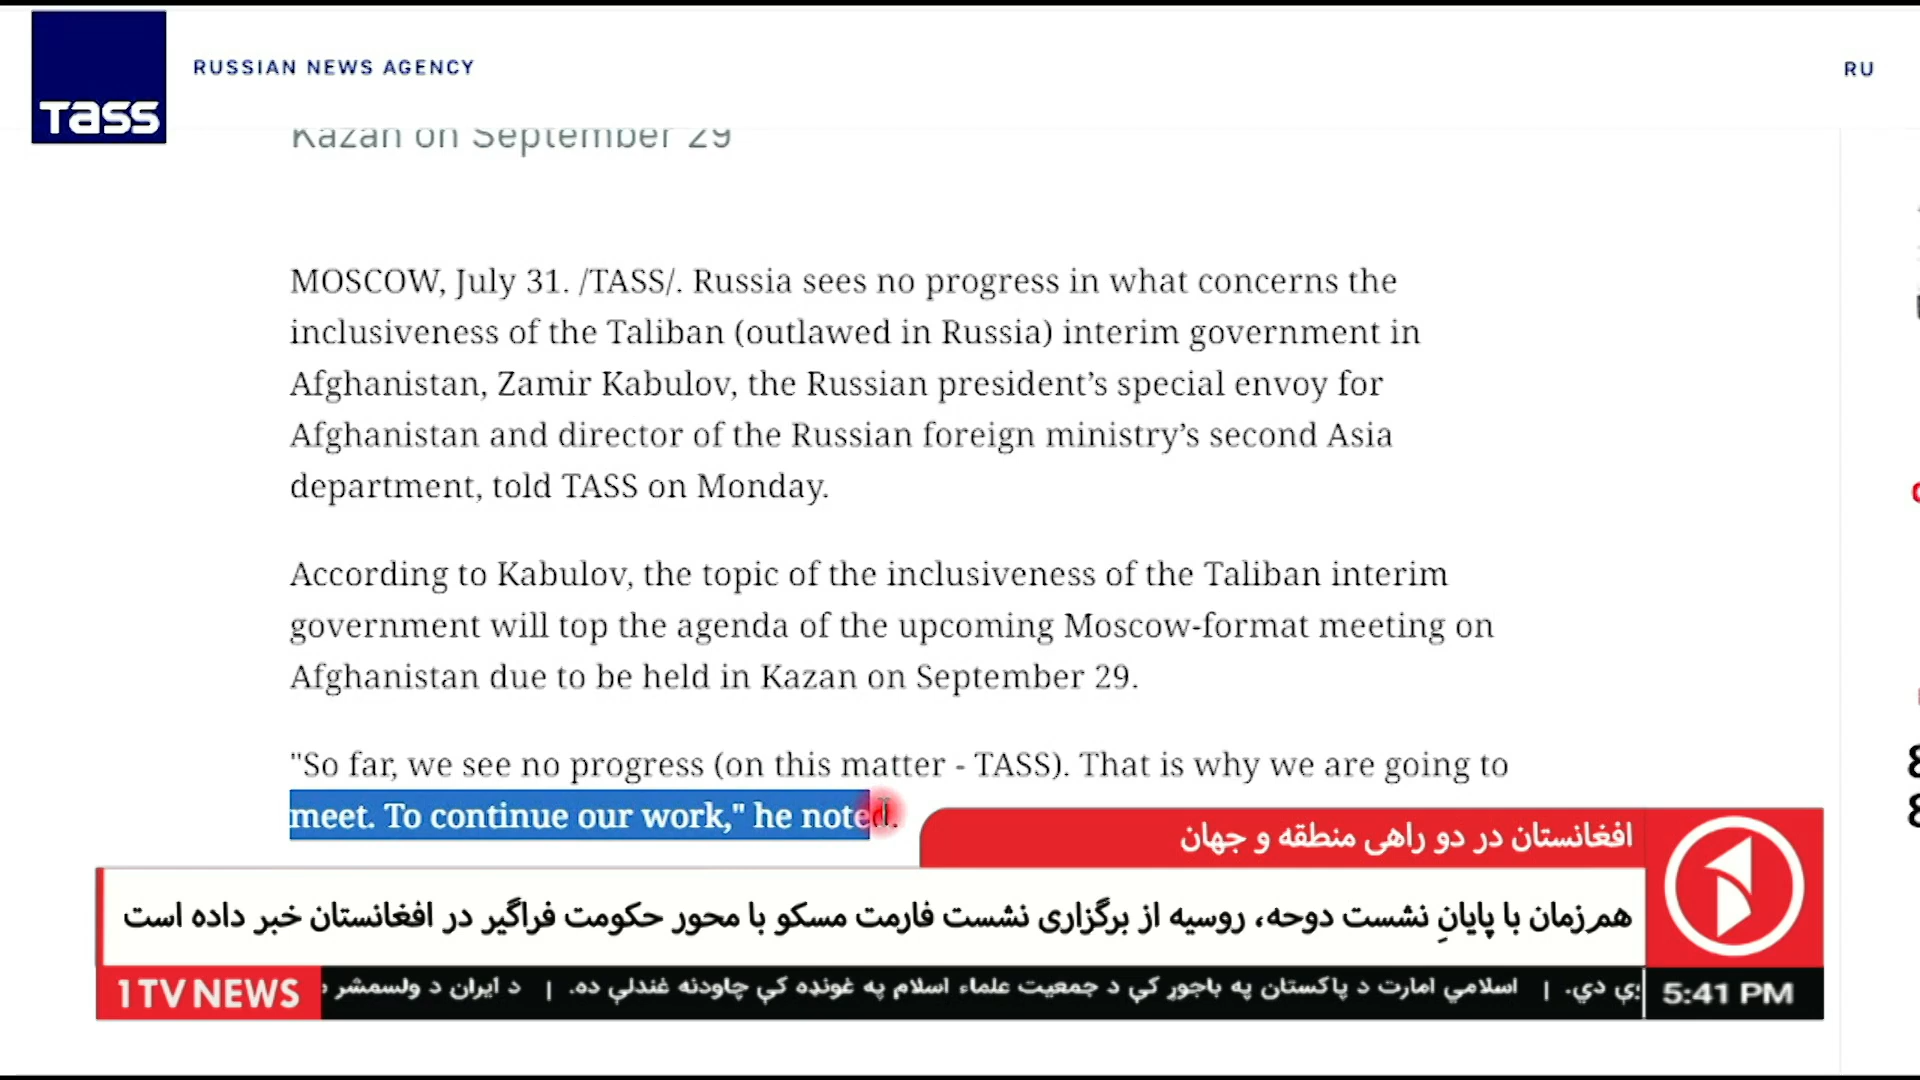 TASS
RUSSIAN NEWS AGENCY
RU
Kazan on September 29
MOSCOW, July 31. /TASS/. Russia sees no progress in what concerns the
inclusiveness of the Taliban (outlawed in Russia) interim government in
Afghanistan, Zamir Kabulov, the Russian president’s special envoy for
Afghanistan and director of the Russian foreign ministry’s second Asia
department, told TASS on Monday.
According to Kabulov, the topic of the inclusiveness of the Taliban interim
government will top the agenda of the upcoming Moscow-format meeting on
Afghanistan due to be held in Kazan on September 29.
"So far, we see no progress (on this matter - TASS). That is why we are going to
meet. To continue our work," he noted.
افغانستان در دو راهی منطقه و جهان
هم‌زمان با پایانِ نشست دوحه، روسیه از برگزاری نشست فارمت مسکو با محور حکومت فراگیر در افغانستان خبر داده است
1TV NEWS
دي. | اسلامي امارت د پاکستان په باجوړ کې د جمعیت علماء اسلام په غونډه کې چاودنه غندلې ده. | د ایران د ولسمشر
5:41 PM